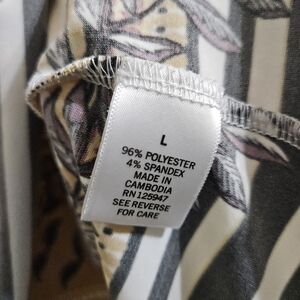 L
96% POLYESTER
4% SPANDEX
MADE IN
CAMBODIA
RN 125947
SEE REVERSE
FOR CARE